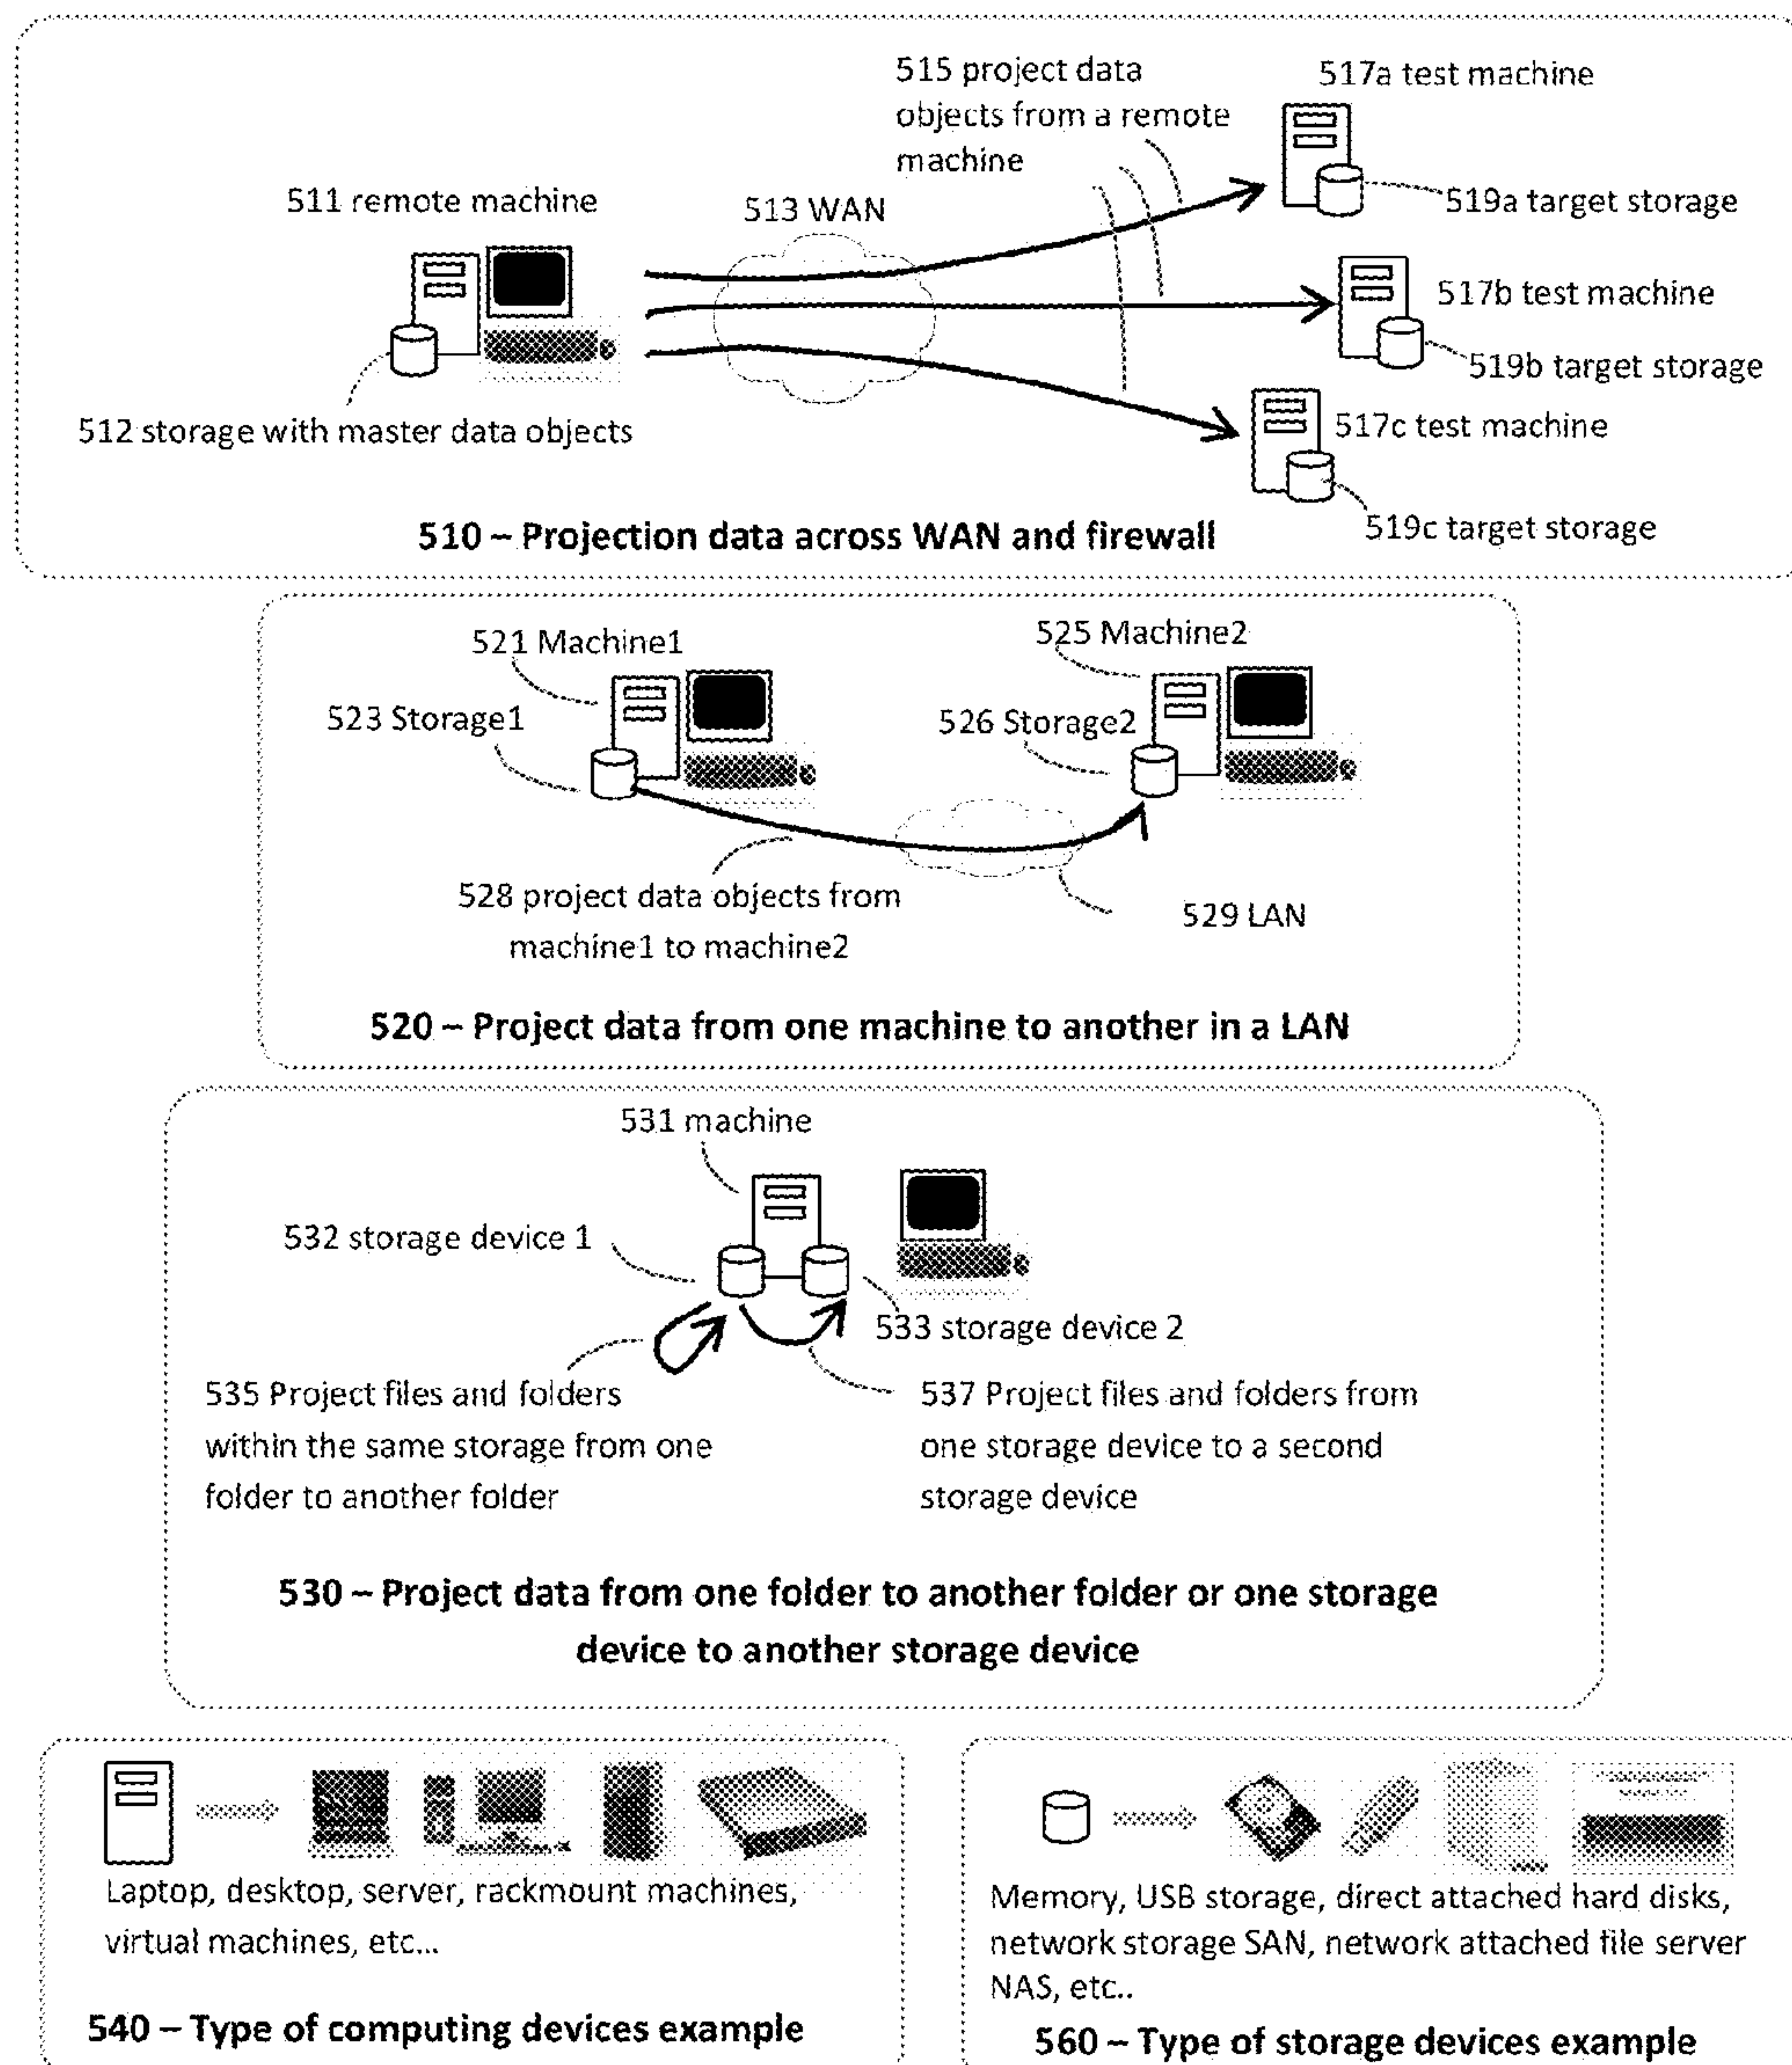 515 project data
objects from a remote
machine
517a test machine
511 remote machine
513 WAN
519a target storage
517b test machine
519b target storage
512 storage with master data objects
517c test machine
519c target storage
510 – Projection data across WAN and firewall
521 Machine1
525 Machine2
523 Storage1
526 Storage2
528 project data objects from
machine1 to machine2
529 LAN
520 – Project data from one machine to another in a LAN
531 machine
532 storage device 1
533 storage device 2
535 Project files and folders
within the same storage from one
folder to another folder
537 Project files and folders from
one storage device to a second
storage device
530 – Project data from one folder to another folder or one storage
device to another storage device
Laptop, desktop, server, rackmount machines,
virtual machines, etc...
540 – Type of computing devices example
Memory, USB storage, direct attached hard disks,
network storage SAN, network attached file server
NAS, etc..
560 – Type of storage devices example